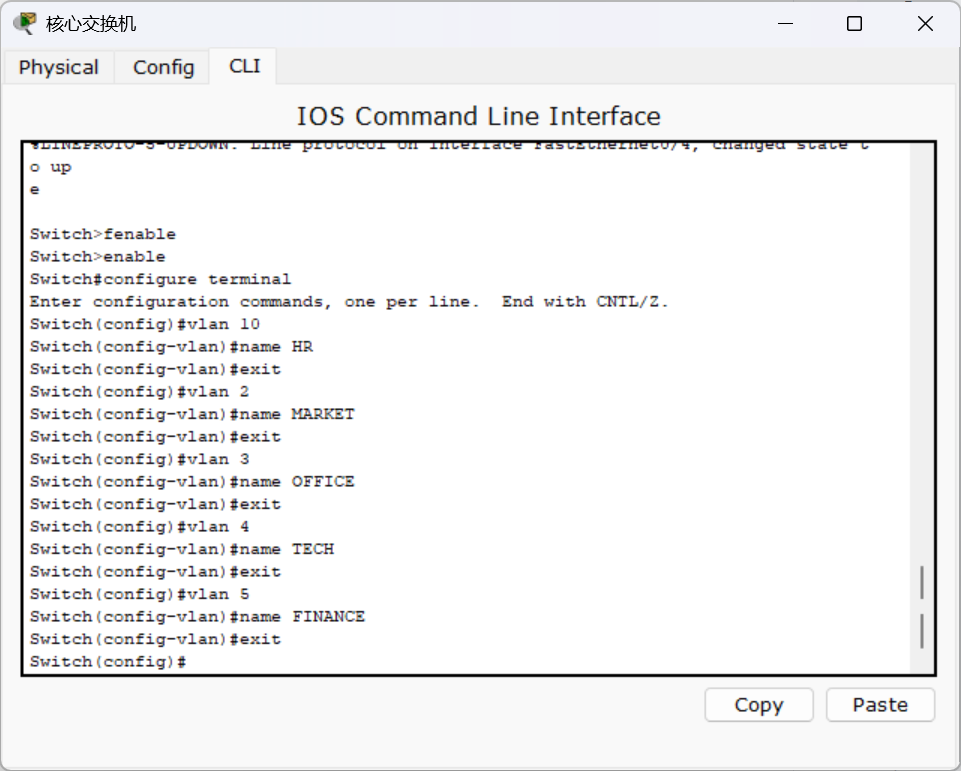 核心交换机
Physical Config CLI
IOS Command Line Interface
%LINEPROTO-5-UPDOWN: Line protocol on Interface FastEthernet0/4, changed state t
o up
e
Switch>fenable
Switch>enable
Switch#configure terminal
Enter configuration commands, one per line.  End with CNTL/Z.
Switch(config)#vlan 10
Switch(config-vlan)#name HR
Switch(config-vlan)#exit
Switch(config)#vlan 2
Switch(config-vlan)#name MARKET
Switch(config-vlan)#exit
Switch(config)#vlan 3
Switch(config-vlan)#name OFFICE
Switch(config-vlan)#exit
Switch(config)#vlan 4
Switch(config-vlan)#name TECH
Switch(config-vlan)#exit
Switch(config)#vlan 5
Switch(config-vlan)#name FINANCE
Switch(config-vlan)#exit
Switch(config)#
Copy Paste